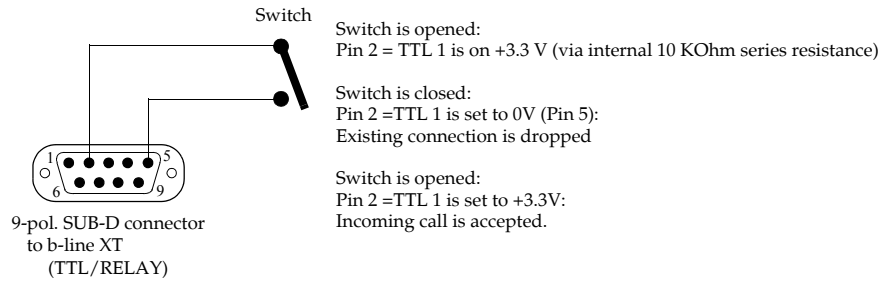 Switch
Switch is opened:
Pin 2 = TTL 1 is on +3.3 V (via internal 10 KOhm series resistance)
Switch is closed:
Pin 2 =TTL 1 is set to 0V (Pin 5):
Existing connection is dropped
Switch is opened:
Pin 2 =TTL 1 is set to +3.3V:
Incoming call is accepted.
1 5
6 9
9-pol. SUB-D connector
to b-line XT
(TTL/RELAY)